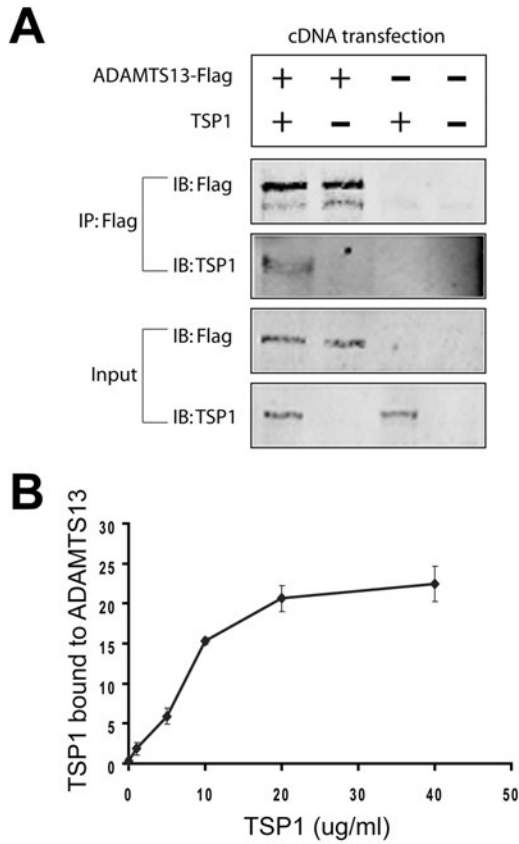 A
cDNA transfection
ADAMTS13-Flag + + − −
TSP1 + − + −
IP: Flag
IB: Flag
IB: TSP1
Input
IB: Flag
IB: TSP1
B
TSP1 bound to ADAMTS13
30
25
20
15
10
5
0
0 10 20 30 40 50
TSP1 (ug/ml)